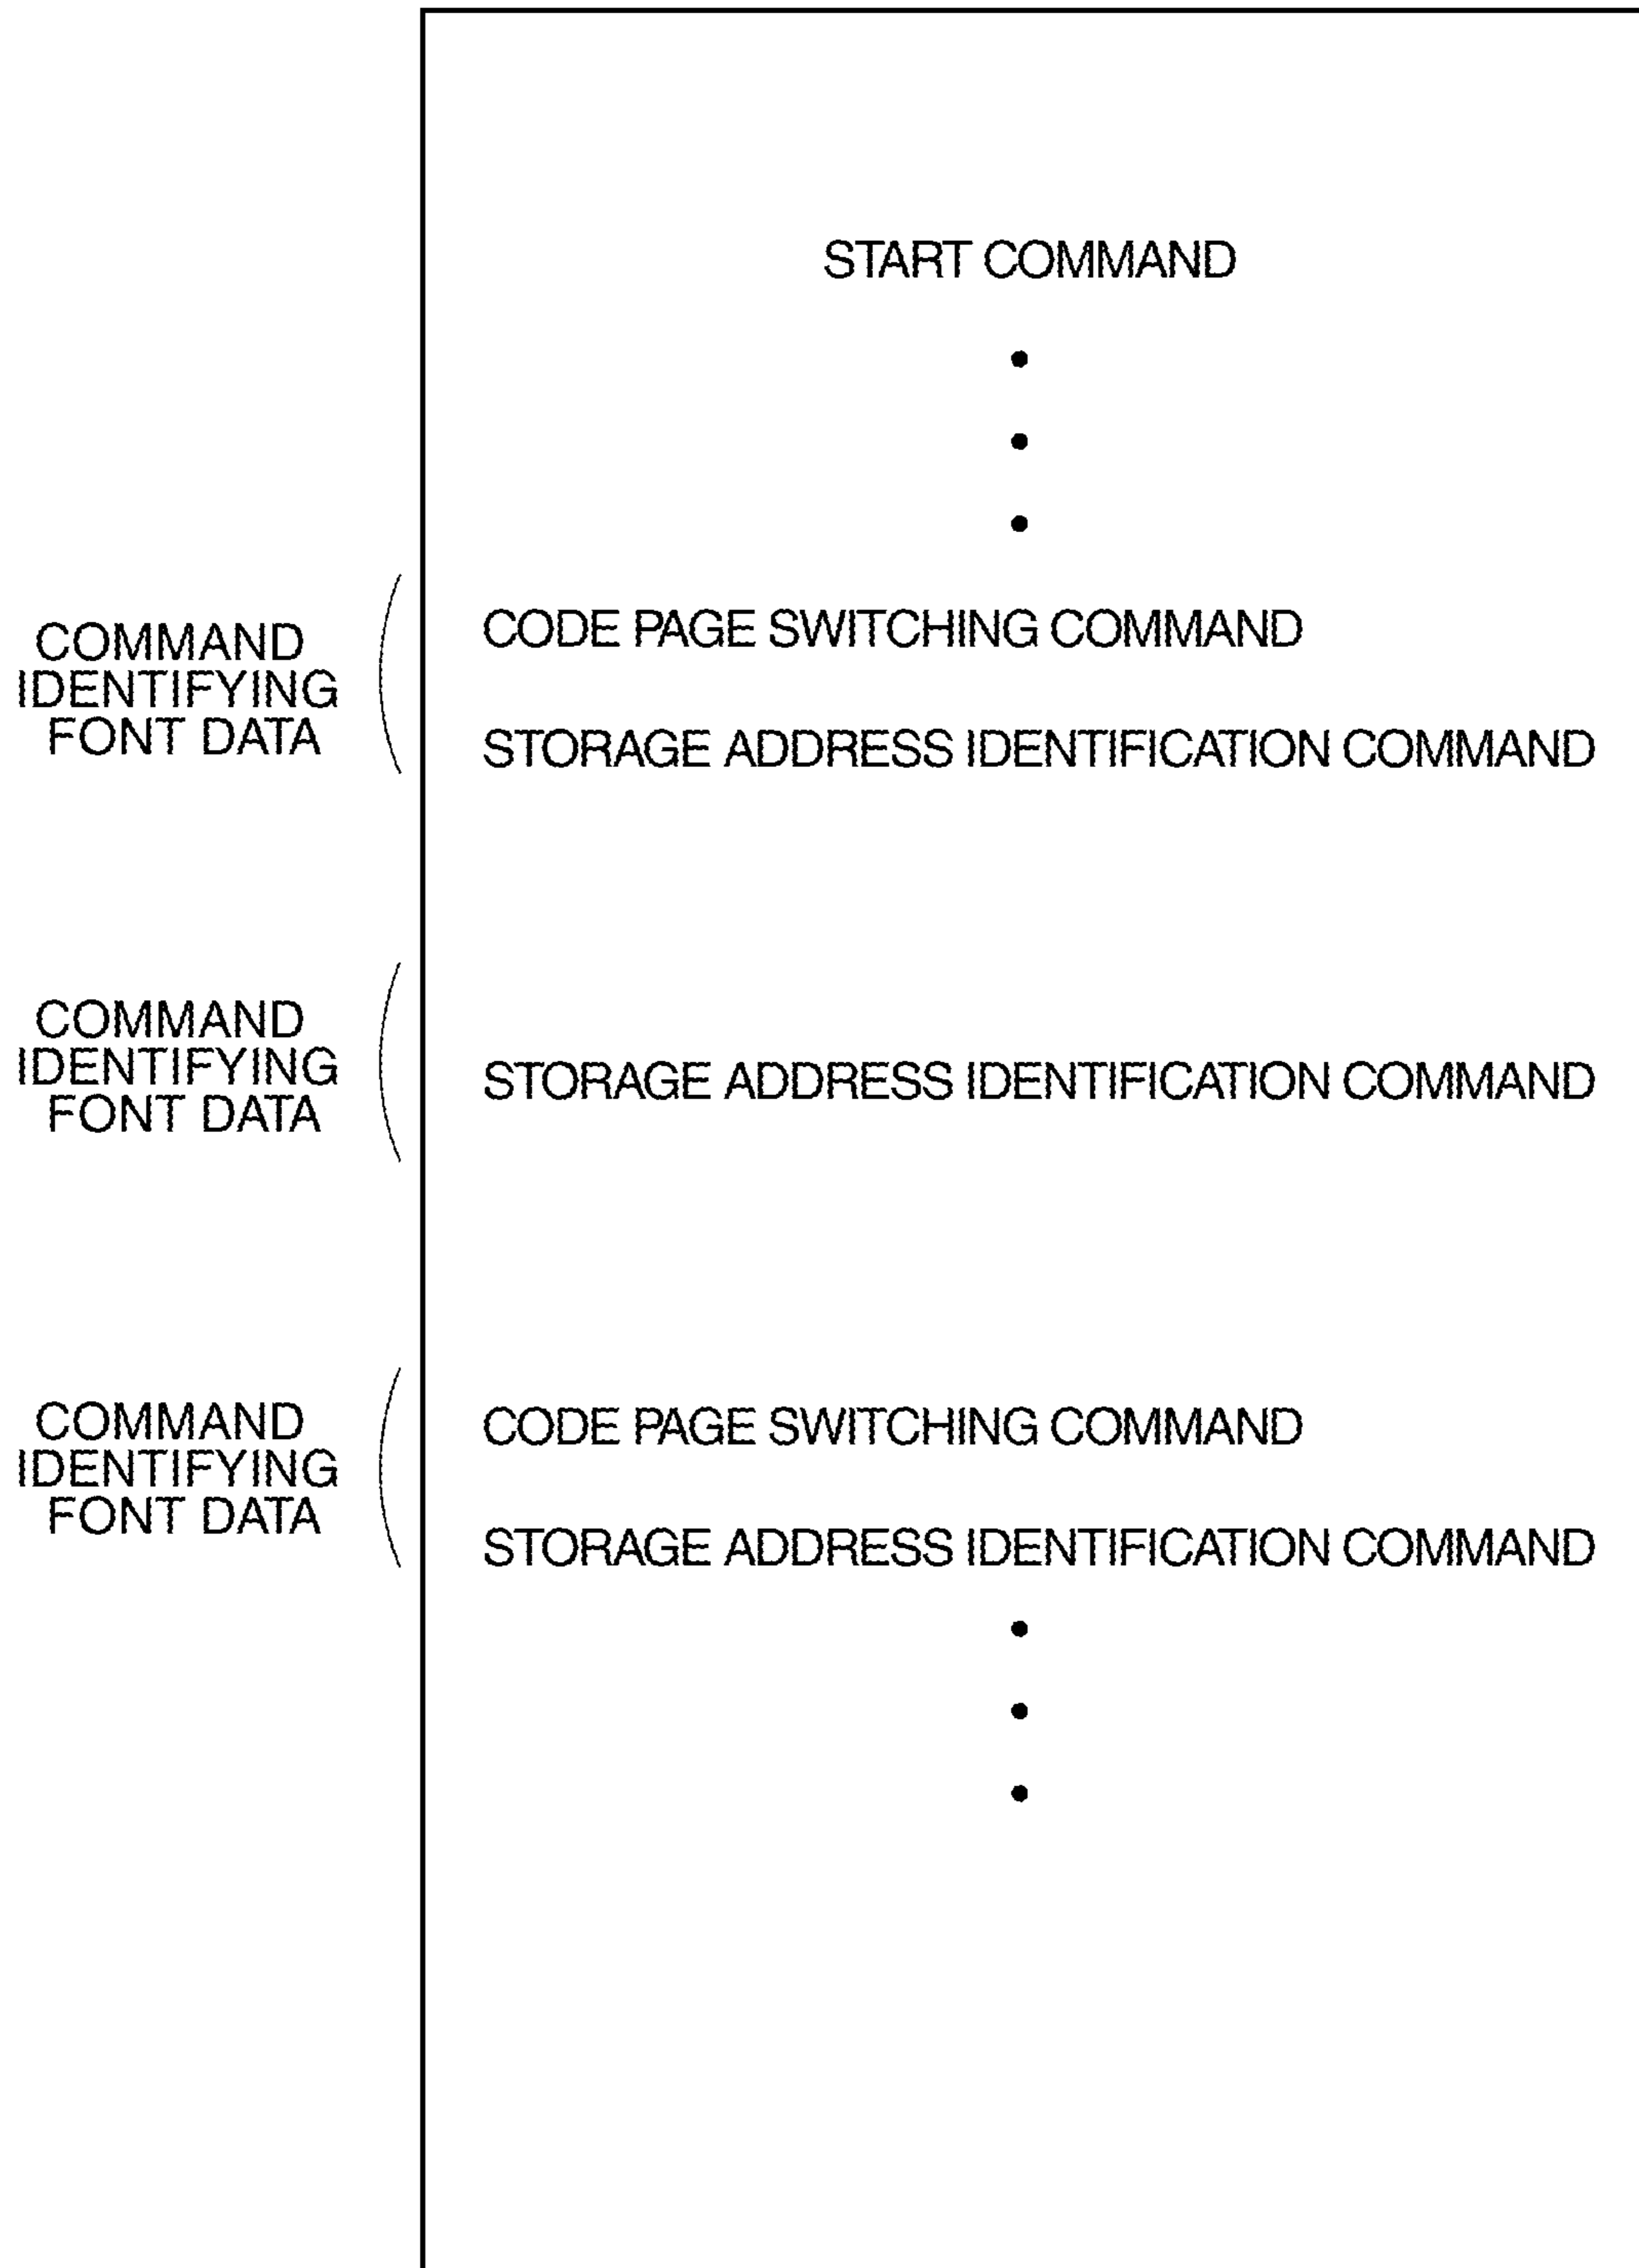 START COMMAND
•
•
•
COMMAND
IDENTIFYING
FONT DATA
CODE PAGE SWITCHING COMMAND
STORAGE ADDRESS IDENTIFICATION COMMAND
COMMAND
IDENTIFYING
FONT DATA
STORAGE ADDRESS IDENTIFICATION COMMAND
COMMAND
IDENTIFYING
FONT DATA
CODE PAGE SWITCHING COMMAND
STORAGE ADDRESS IDENTIFICATION COMMAND
•
•
•